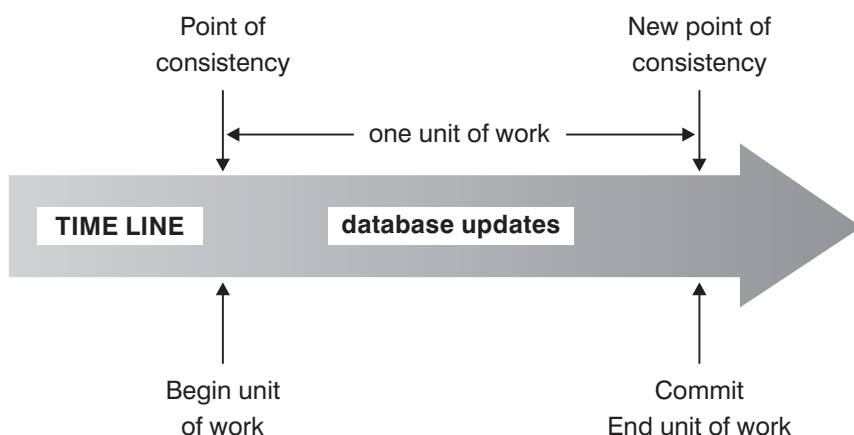 Point of
consistency
New point of
consistency
one unit of work
TIME LINE
database updates
Begin unit
of work
Commit
End unit of work